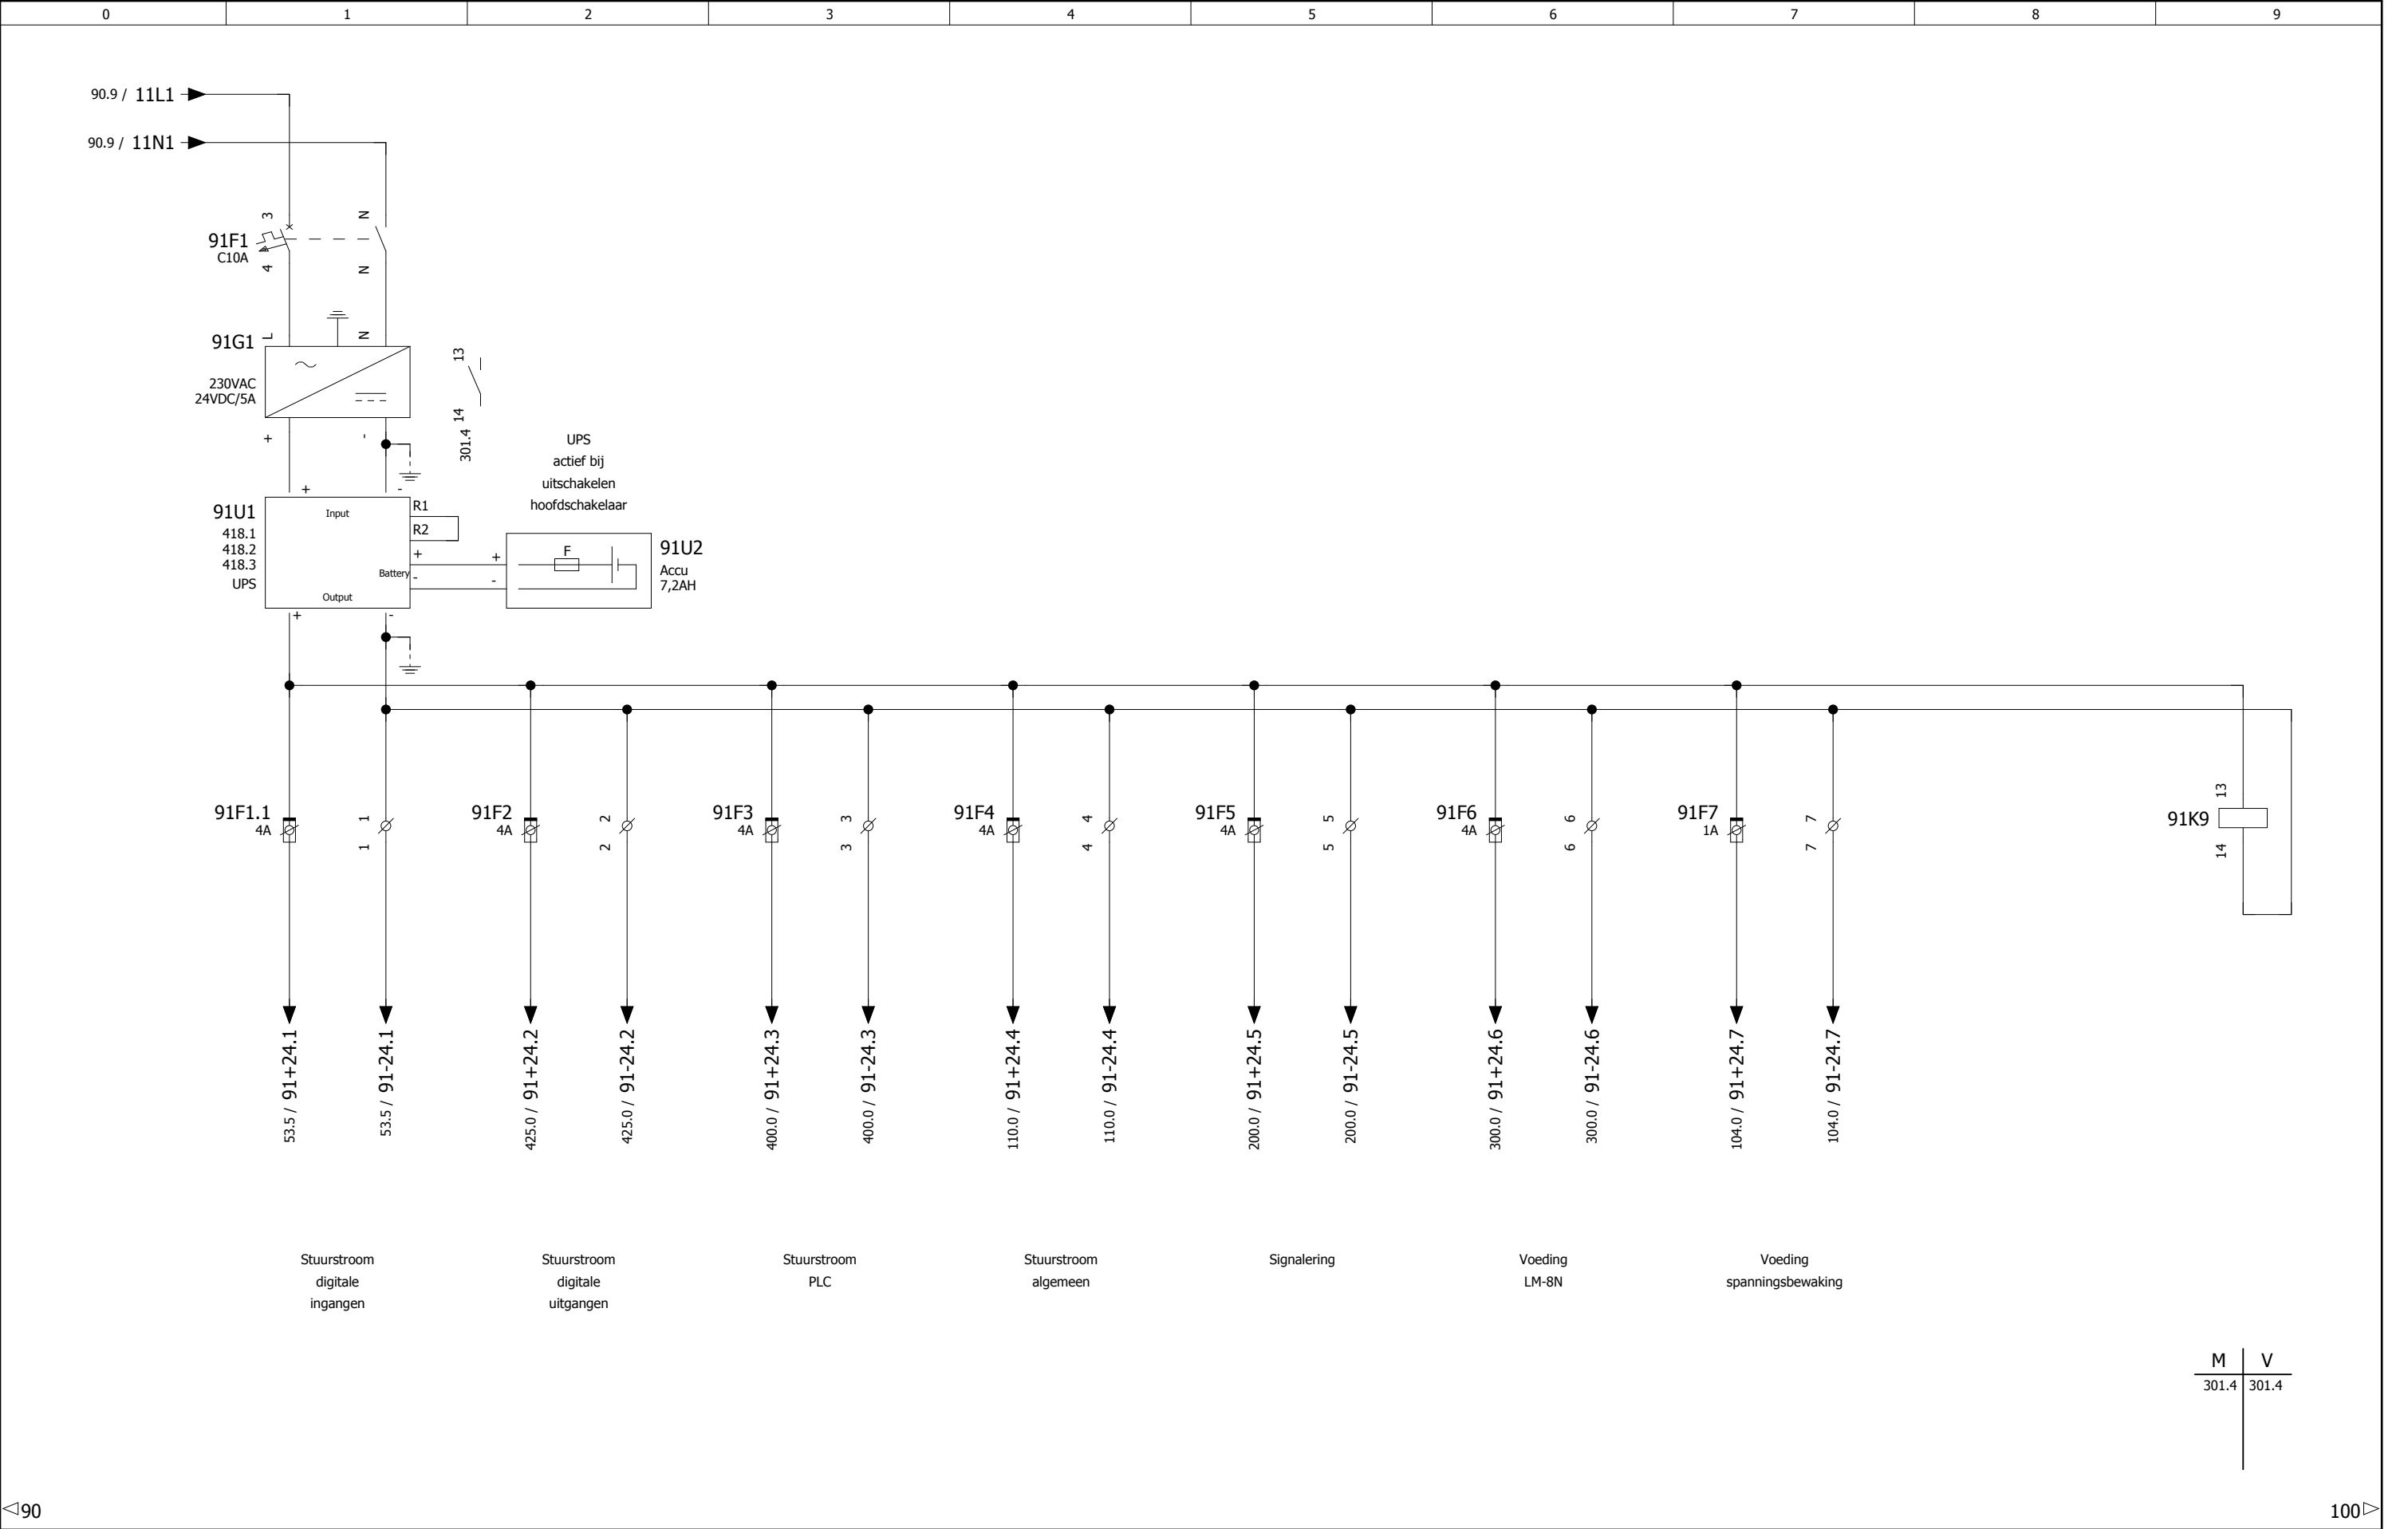 0 1 2 3 4 5 6 7 8 9
90.9 / 11L1
90.9 / 11N1
3 N
91F1
C10A
4 N
91G1
L N
230VAC
24VDC/5A
+ -
13
14
301.4
UPS
actief bij
uitschakelen
hoofdschakelaar
+ -
91U1
418.1
418.2
418.3
UPS
Input
R1
R2
+
Battery
-
Output
+ -
+
-
F
91U2
Accu
7,2AH
91F1.1
4A
1
1
91F2
4A
2
2
91F3
4A
3
3
91F4
4A
4
4
91F5
4A
5
5
91F6
4A
6
6
91F7
1A
7
7
91K9
13
14
53.5 / 91+24.1
53.5 / 91-24.1
425.0 / 91+24.2
425.0 / 91-24.2
400.0 / 91+24.3
400.0 / 91-24.3
110.0 / 91+24.4
110.0 / 91-24.4
200.0 / 91+24.5
200.0 / 91-24.5
300.0 / 91+24.6
300.0 / 91-24.6
104.0 / 91+24.7
104.0 / 91-24.7
Stuurstroom
digitale
ingangen
Stuurstroom
digitale
uitgangen
Stuurstroom
PLC
Stuurstroom
algemeen
Signalering
Voeding
LM-8N
Voeding
spanningsbewaking
M V
301.4 301.4
90
100